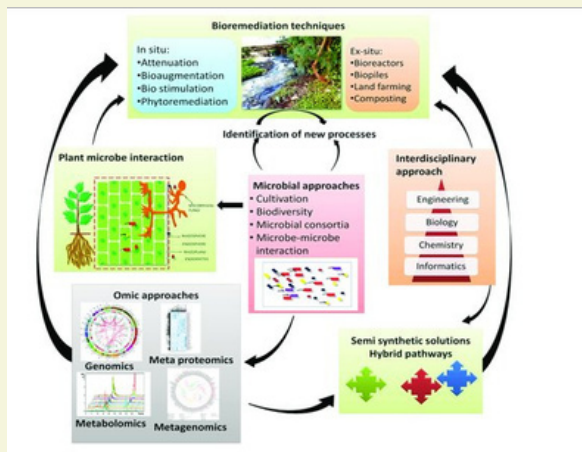 Bioremediation techniques
In situ:
•Attenuation
•Bioaugmentation
•Bio stimulation
•Phytoremediation
Ex-situ:
•Bioreactors
•Biopiles
•Land farming
•Composting
Identification of new processes
Plant microbe interaction
Microbial approaches
• Cultivation
• Biodiversity
• Microbial consortia
• Microbe-microbe
interaction
Interdisciplinary
approach
Engineering
Biology
Chemistry
Informatics
Omic approaches
Genomics
Meta proteomics
Metabolomics
Metagenomics
Semi synthetic solutions
Hybrid pathways